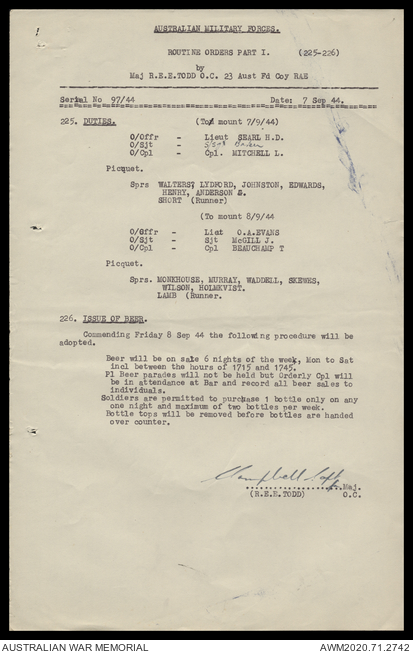 AUSTRALIAN MILITARY FORCES.
ROUTINE ORDERS PART I. (225-226)
by
Maj R.E.E.TODD O.C. 23 Aust Fd Coy RAE
Serial No 97/44 Date: 7 Sep 44.
225. DUTIES. (To mount 7/9/44)
O/Offr - Lieut SEARL H.D.
O/Sjt - S/Sjt Baker
O/Cpl - Cpl. MITCHELL L.
Picquet.
Sprs WALTERS, LYDFORD, JOHNSTON, EDWARDS,
HENRY, ANDERSON S.
SHORT (Runner)
(To mount 8/9/44
O/Offr - Liet O.A.EVANS
O/Sjt - Sjt McGILL J.
O/Cpl - Cpl BEAUCHAMP T
Picquet.
Sprs. MONKHOUSE, MURRAY, WADDELL, SKEWES,
WILSON, HOLMKVIST.
LAMB (Runner.
226. ISSUE OF BEER.
Commending Friday 8 Sep 44 the following procedure will be
adopted.
Beer will be on sale 6 nights of the week, Mon to Sat
incl between the hours of 1715 and 1745.
Pl Beer parades will not be held but Orderly Cpl will
be in attendance at Bar and record all beer sales to
individuals.
Soldiers are permitted to purchase 1 bottle only on any
one night and maximum of two bottles per week.
Bottle tops will be removed before bottles are handed
over counter.
Campbell Capt
....................Maj.
(R.E.E.TODD) O.C.
AUSTRALIAN WAR MEMORIAL
AWM2020.71.2742